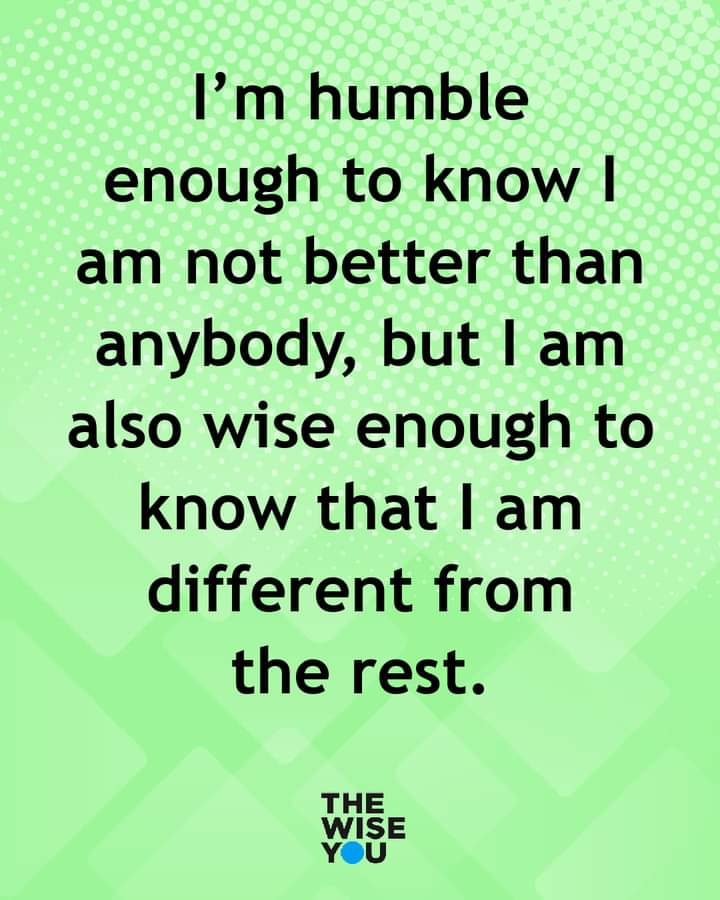 I’m humble
enough to know I
am not better than
anybody, but I am
also wise enough to
know that I am
different from
the rest.
THE
WISE
YOU